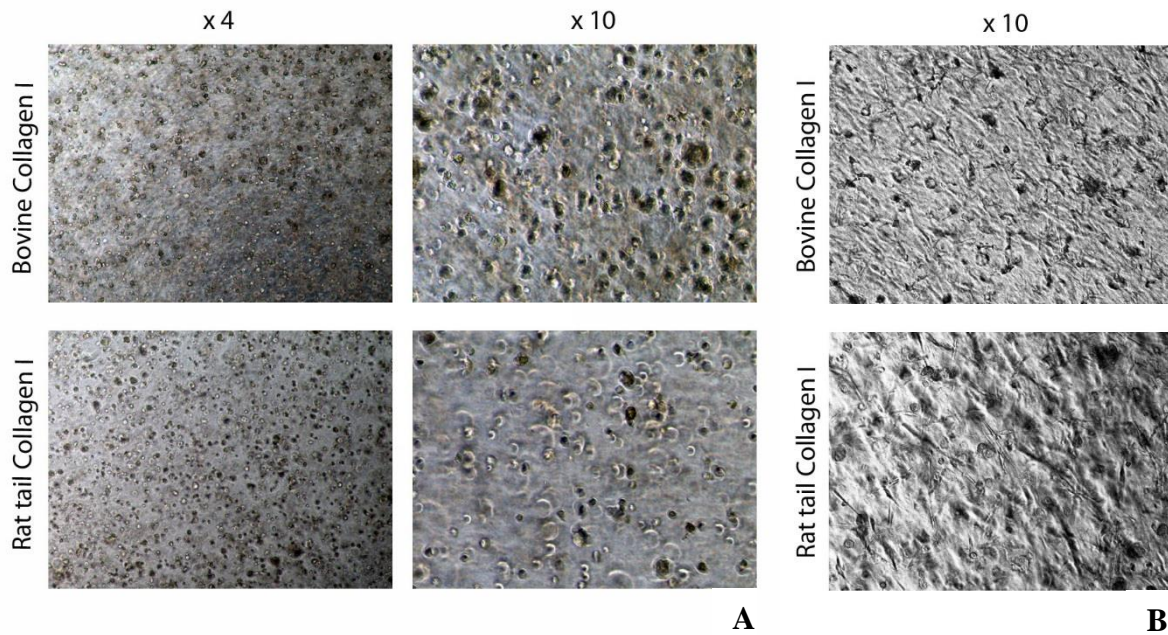 x 4
x 10
x 10
Bovine Collagen I
Bovine Collagen I
Rat tail Collagen I
Rat tail Collagen I
A
B